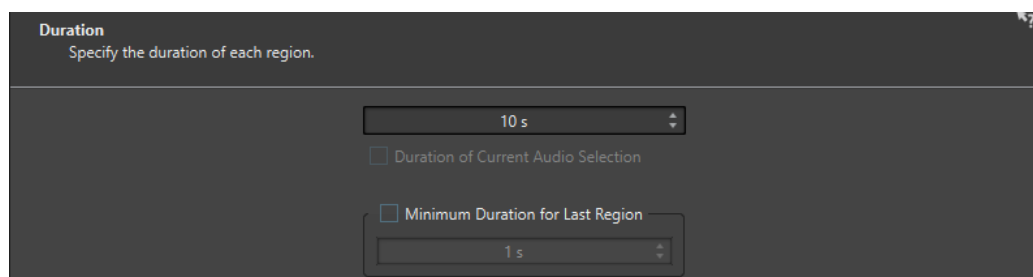 Duration
Specify the duration of each region.
10 s
Duration of Current Audio Selection
Minimum Duration for Last Region
1 s